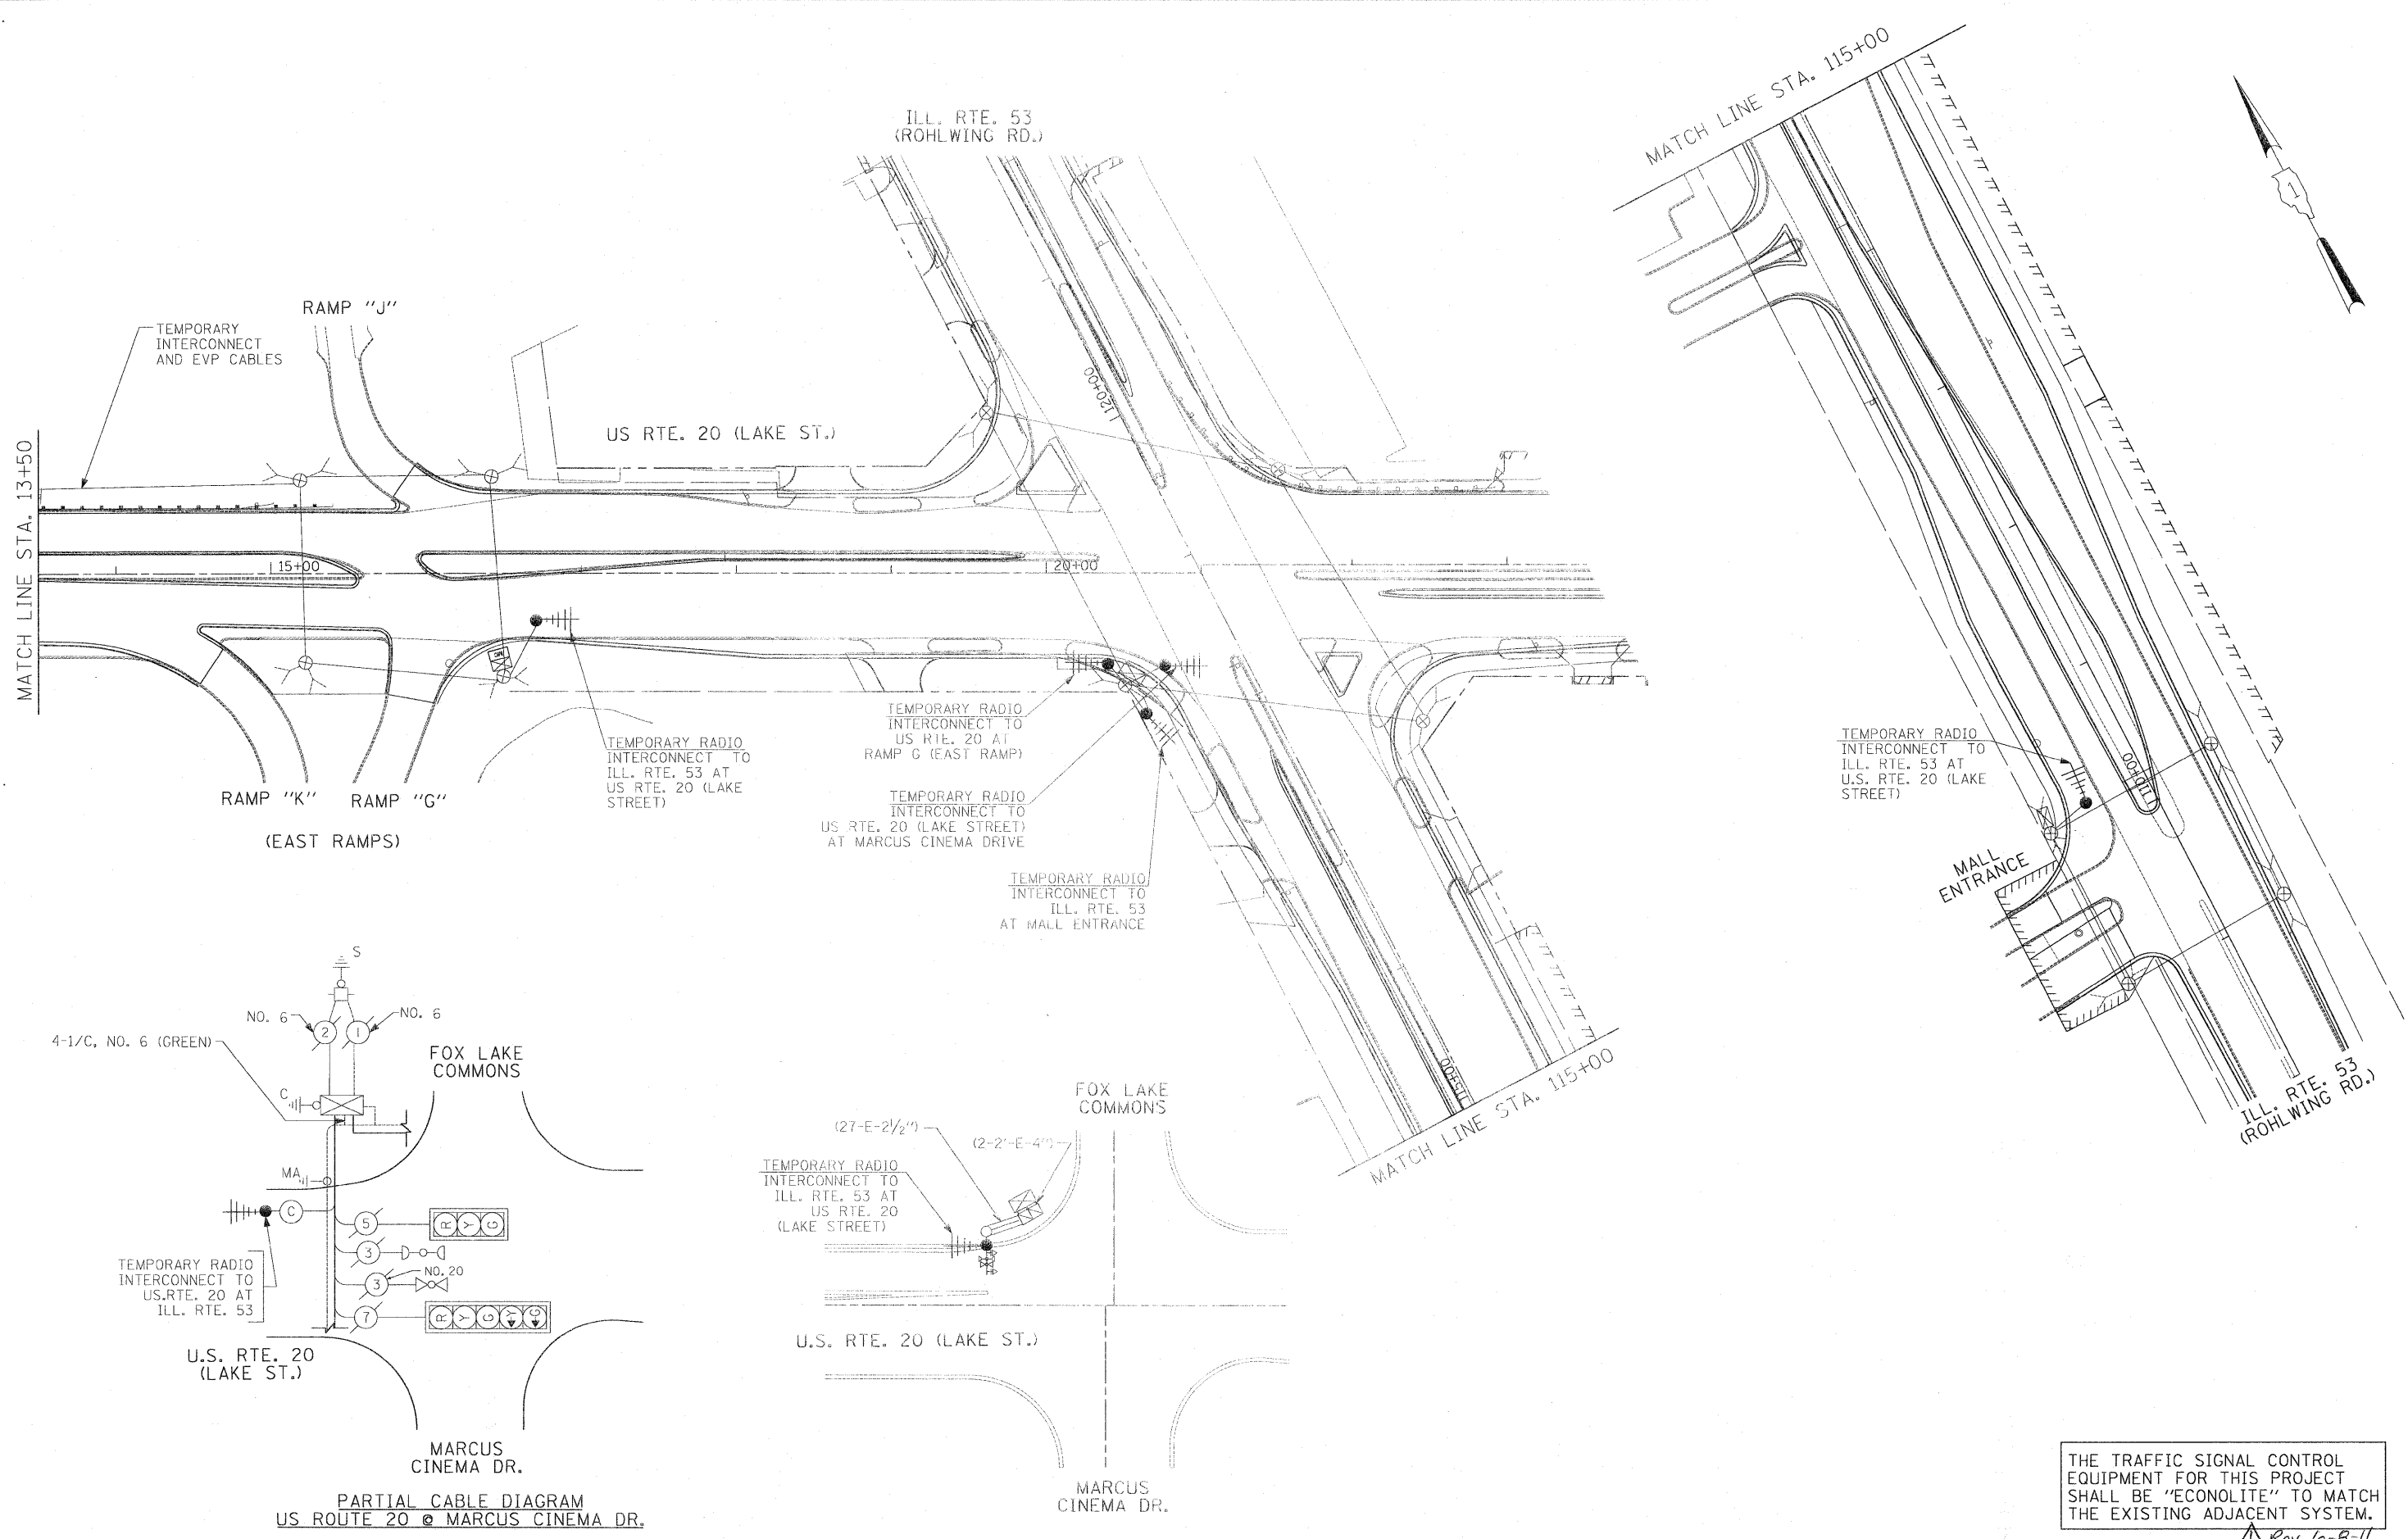 MATCH LINE STA. 115+00
ILL. RTE. 53
(ROHLWING RD.)
RAMP "J"
TEMPORARY
INTERCONNECT
AND EVP CABLES
US RTE. 20 (LAKE ST.)
120+00
MATCH LINE STA. 13+50
15+00
20+00
TEMPORARY RADIO
INTERCONNECT TO
ILL. RTE. 53 AT
US RTE. 20 (LAKE
STREET)
TEMPORARY RADIO
INTERCONNECT TO
US RTE. 20 AT
RAMP G (EAST RAMP)
TEMPORARY RADIO
INTERCONNECT TO
US RTE. 20 (LAKE STREET)
AT MARCUS CINEMA DRIVE
TEMPORARY RADIO
INTERCONNECT TO
ILL. RTE. 53
AT MALL ENTRANCE
RAMP "K"
RAMP "G"
(EAST RAMPS)
TEMPORARY RADIO
INTERCONNECT TO
ILL. RTE. 53 AT
U.S. RTE. 20 (LAKE
STREET)
110+00
MALL
ENTRANCE
ILL. RTE. 53
(ROHLWING RD.)
115+00
MATCH LINE STA. 115+00
S
NO. 6
NO. 6
2
1
4-1/C, NO. 6 (GREEN)
FOX LAKE
COMMONS
C
MA
C
5
R Y G
3
3
NO. 20
7
R Y G Y G
TEMPORARY RADIO
INTERCONNECT TO
US.RTE. 20 AT
ILL. RTE. 53
U.S. RTE. 20
(LAKE ST.)
MARCUS
CINEMA DR.
PARTIAL CABLE DIAGRAM
US ROUTE 20 @ MARCUS CINEMA DR.
FOX LAKE
COMMONS
(27-E-2½")
(2-2'-E-4")
TEMPORARY RADIO
INTERCONNECT TO
ILL. RTE. 53 AT
US RTE. 20
(LAKE STREET)
U.S. RTE. 20 (LAKE ST.)
MARCUS
CINEMA DR.
THE TRAFFIC SIGNAL CONTROL
EQUIPMENT FOR THIS PROJECT
SHALL BE "ECONOLITE" TO MATCH
THE EXISTING ADJACENT SYSTEM.